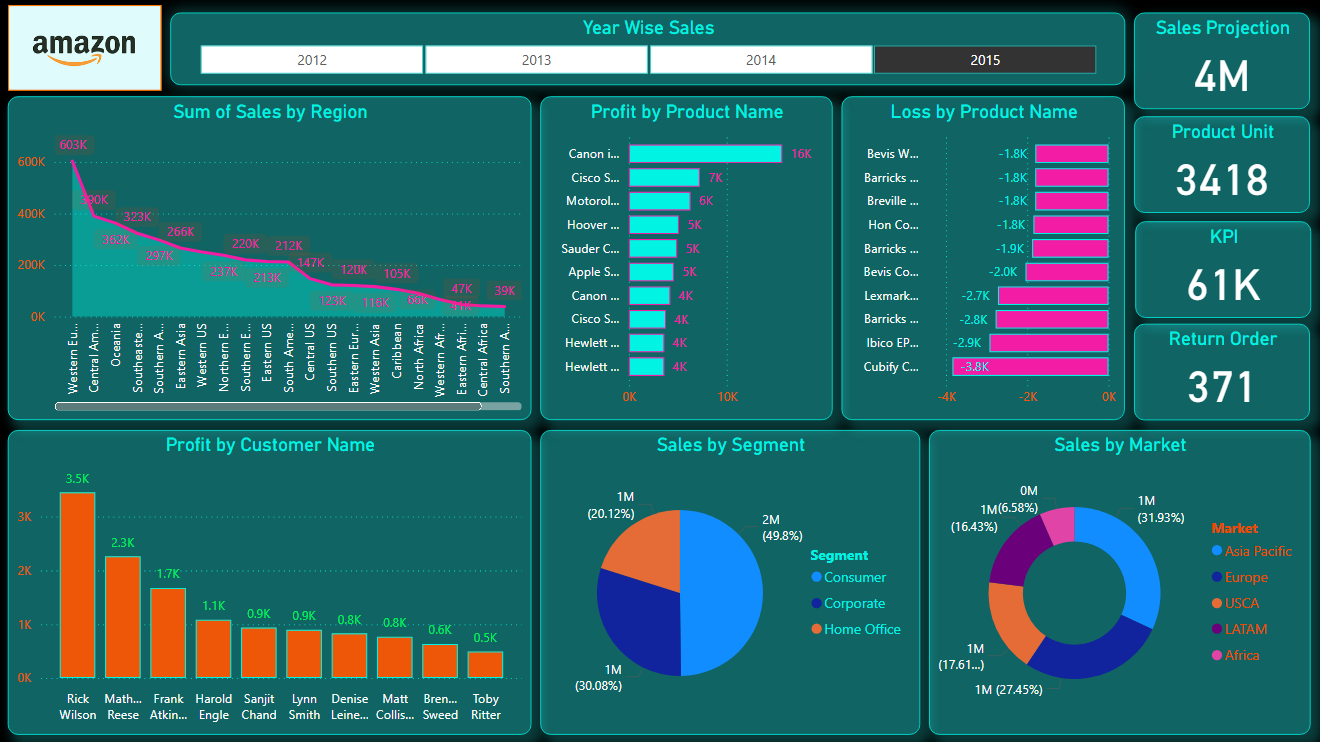 amazon
Year Wise Sales
2012
2013
2014
2015
Sales Projection
4M
Product Unit
3418
KPI
61K
Return Order
371
Sum of Sales by Region
600K
400K
200K
0K
603K
390K
362K
323K
297K
266K
237K
220K
213K
212K
147K
123K
120K
116K
105K
66K
47K
39K
Western Eu...
Central Am...
Oceania
Southeaste...
Southern A...
Eastern Asia
Western US
Northern E...
Southern E...
Eastern US
South Ame...
Central US
Southern US
Eastern Eur...
Western Asia
Caribbean
North Africa
Western Afr...
Eastern Afri...
Central Africa
Southern A...
Profit by Product Name
Canon i... 16K
Cisco S... 7K
Motorol... 6K
Hoover ... 5K
Sauder C... 5K
Apple S... 5K
Canon ... 4K
Cisco S... 4K
Hewlett ... 4K
Hewlett ... 4K
0K 10K
Loss by Product Name
Bevis W... -1.8K
Barricks ... -1.8K
Breville ... -1.8K
Hon Co... -1.8K
Barricks ... -1.9K
Bevis Co... -2.0K
Lexmark... -2.7K
Barricks ... -2.8K
Ibico EP... -2.9K
Cubify C... -3.8K
-4K -2K 0K
Profit by Customer Name
3K
2K
1K
0K
3.5K
2.3K
1.7K
1.1K
0.9K
0.9K
0.8K
0.8K
0.6K
0.5K
Rick
Wilson
Math...
Reese
Frank
Atkin...
Harold
Engle
Sanjit
Chand
Lynn
Smith
Denise
Leine...
Matt
Collis...
Bren...
Sweed
Toby
Ritter
Sales by Segment
1M
(20.12%)
2M
(49.8%)
1M
(30.08%)
Segment
Consumer
Corporate
Home Office
Sales by Market
0M
(6.58%)
1M
(31.93%)
1M
(16.43%)
1M
(17.61...)
1M (27.45%)
Market
Asia Pacific
Europe
USCA
LATAM
Africa